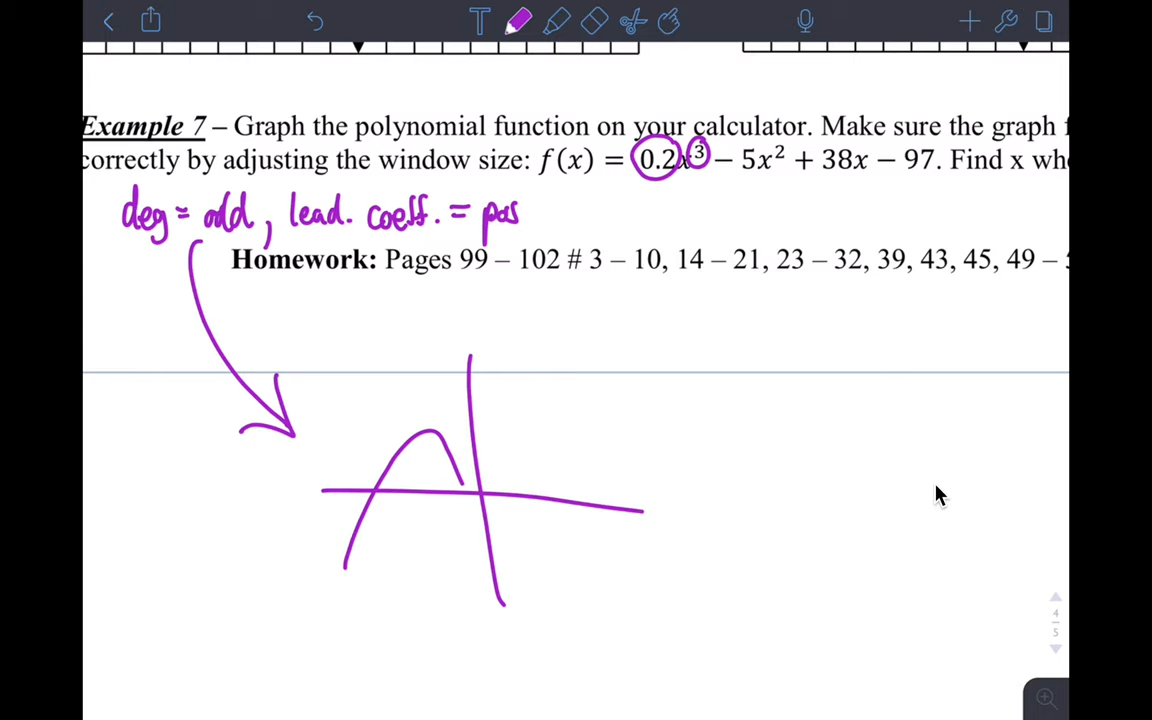 Example 7 – Graph the polynomial function on your calculator. Make sure the graph
correctly by adjusting the window size: f(x) = 0.2x³ – 5x² + 38x – 97. Find x
deg = odd, lead. coeff. = pos
Homework: Pages 99 – 102 # 3 – 10, 14 – 21, 23 – 32, 39, 43, 45, 49 –
4
5